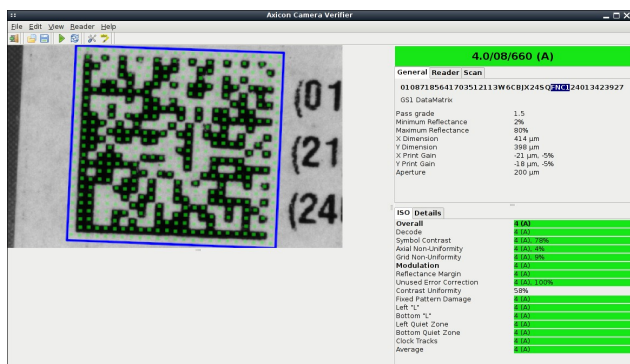 Axicon Camera Verifier
File Edit View Reader Help
(01
(21
(24
4.0/08/660 (A)
General Reader Scan
01087185641703512113W6CBJX24SQFNC124013423927
GS1 DataMatrix
Pass grade 1.5
Minimum Reflectance 2%
Maximum Reflectance 80%
X Dimension 414 µm
Y Dimension 398 µm
X Print Gain -21 µm, -5%
Y Print Gain -18 µm, -5%
Aperture 200 µm
ISO Details
Overall 4 (A)
Decode 4 (A)
Symbol Contrast 4 (A), 78%
Axial Non-Uniformity 4 (A), 4%
Grid Non-Uniformity 4 (A), 9%
Modulation 4 (A)
Reflectance Margin 4 (A)
Unused Error Correction 4 (A), 100%
Contrast Uniformity 58%
Fixed Pattern Damage 4 (A)
Left "L" 4 (A)
Bottom "L" 4 (A)
Left Quiet Zone 4 (A)
Bottom Quiet Zone 4 (A)
Clock Tracks 4 (A)
Average 4 (A)